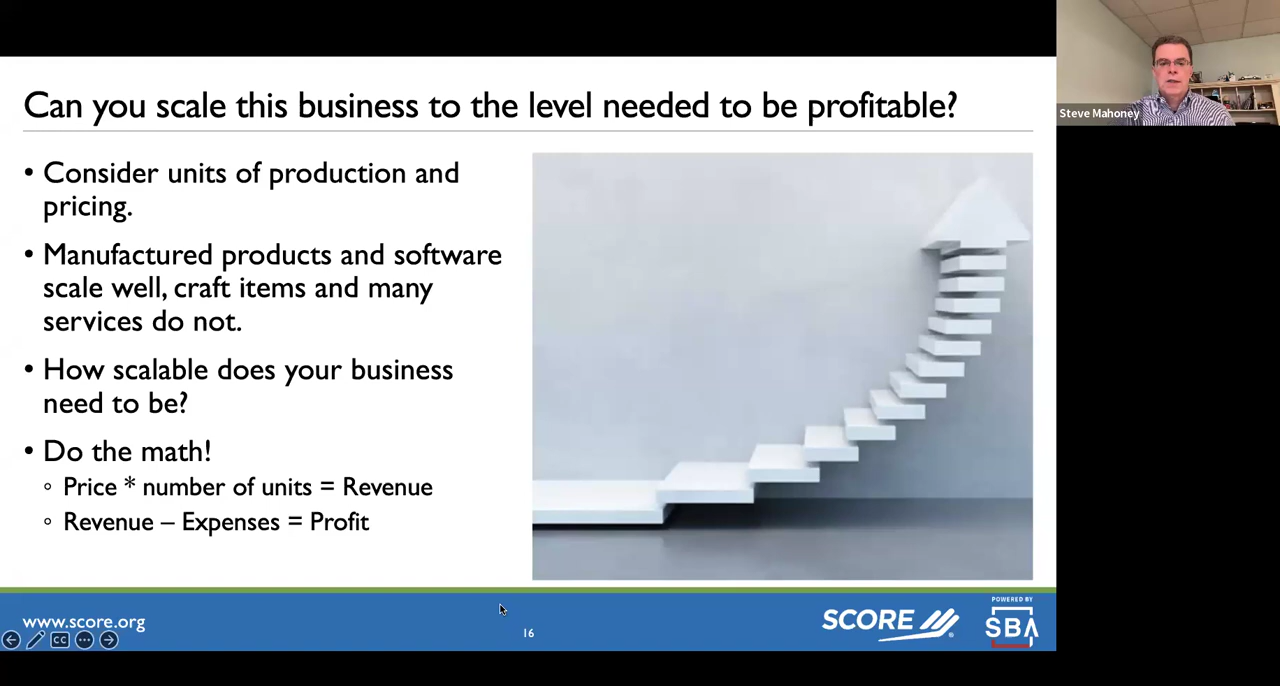 Can you scale this business to the level needed to be profitable?
Steve Mahoney
• Consider units of production and
pricing.
• Manufactured products and software
scale well, craft items and many
services do not.
• How scalable does your business
need to be?
• Do the math!
◦ Price * number of units = Revenue
◦ Revenue – Expenses = Profit
www.score.org
16
SCORE
®
POWERED BY
SBA
CC